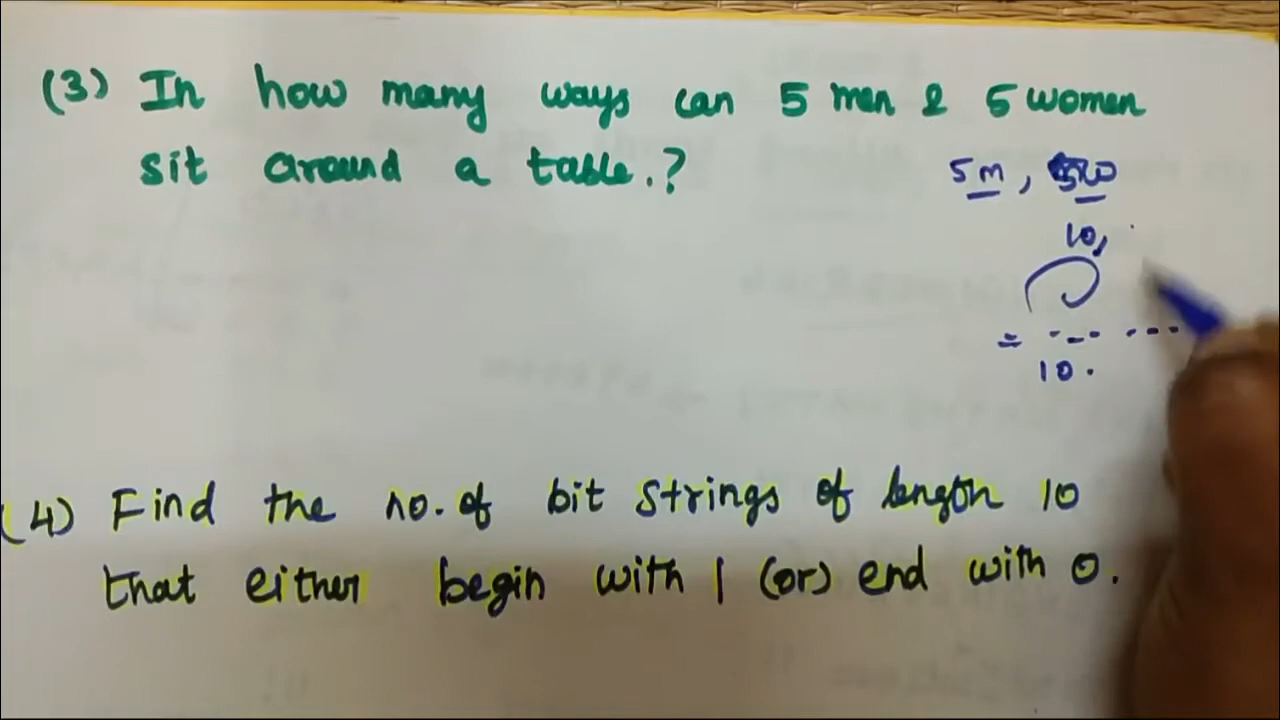 (3) In how many ways can 5 men & 5 women
sit around a table.?
5m, 5w
10,
= -- - ---
10.
(4) Find the no. of bit strings of length 10
that either begin with 1 (or) end with 0.